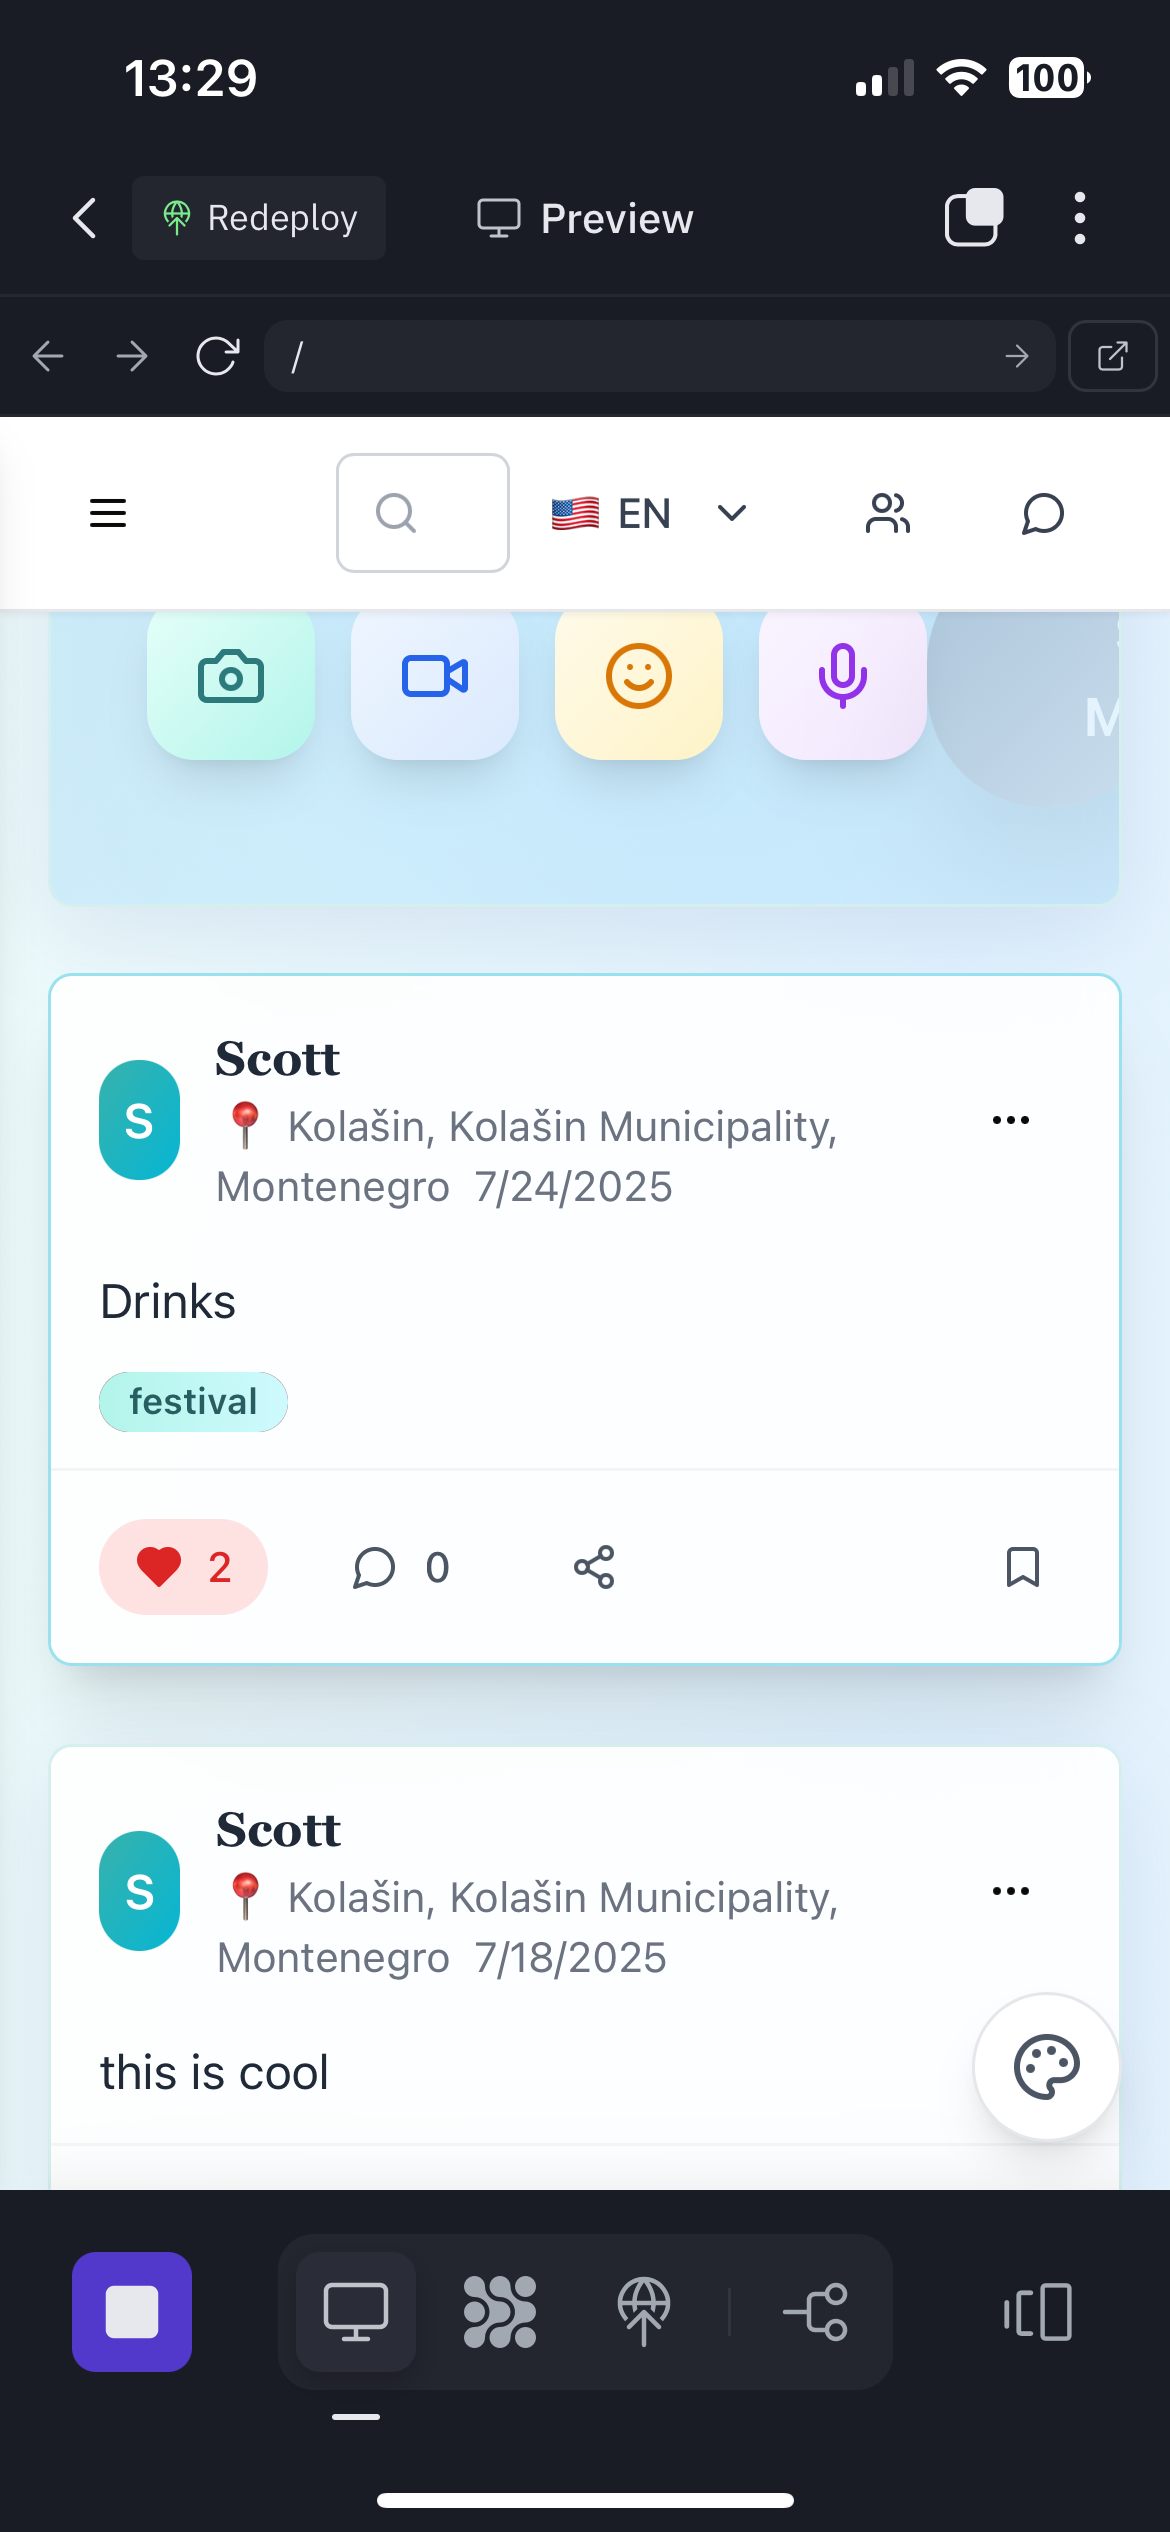 13:29
100
Redeploy
Preview
/
EN
M
Scott
Kolašin, Kolašin Municipality,
Montenegro 7/24/2025
S
Drinks
festival
2
0
Scott
Kolašin, Kolašin Municipality,
Montenegro 7/18/2025
S
this is cool